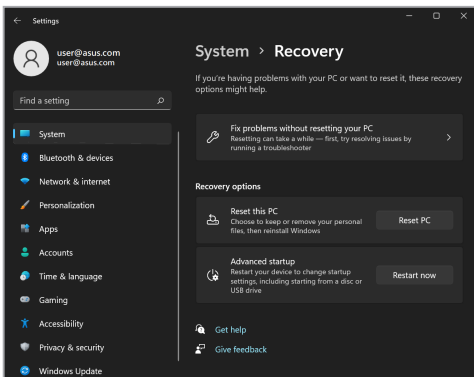 Settings
user@asus.com
user@asus.com
Find a setting
System
Bluetooth & devices
Network & internet
Personalization
Apps
Accounts
Time & language
Gaming
Accessibility
Privacy & security
Windows Update
System > Recovery
If you're having problems with your PC or want to reset it, these recovery
options might help.
Fix problems without resetting your PC
Resetting can take a while — first, try resolving issues by
running a troubleshooter
Recovery options
Reset this PC
Choose to keep or remove your personal
files, then reinstall Windows
Reset PC
Advanced startup
Restart your device to change startup
settings, including starting from a disc or
USB drive
Restart now
Get help
Give feedback